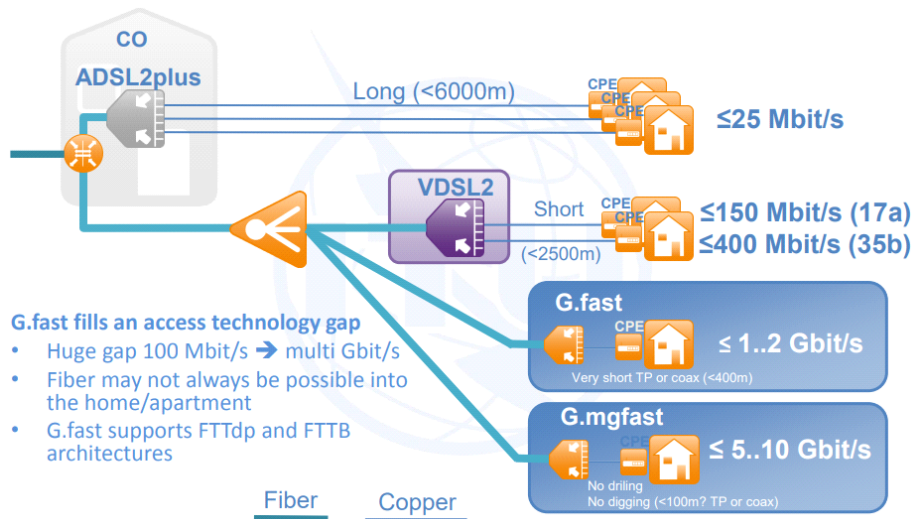 CO
ADSL2plus
Long (<6000m)
CPE
CPE
CPE
CPE
≤25 Mbit/s
VDSL2
Short
(<2500m)
CPE
CPE
≤150 Mbit/s (17a)
≤400 Mbit/s (35b)
G.fast fills an access technology gap
• Huge gap 100 Mbit/s ➔ multi Gbit/s
• Fiber may not always be possible into
the home/apartment
• G.fast supports FTTdp and FTTB
architectures
G.fast
CPE
≤ 1..2 Gbit/s
Very short TP or coax (<400m)
G.mgfast
CPE
≤ 5..10 Gbit/s
No driling
No digging (<100m? TP or coax)
Fiber
Copper